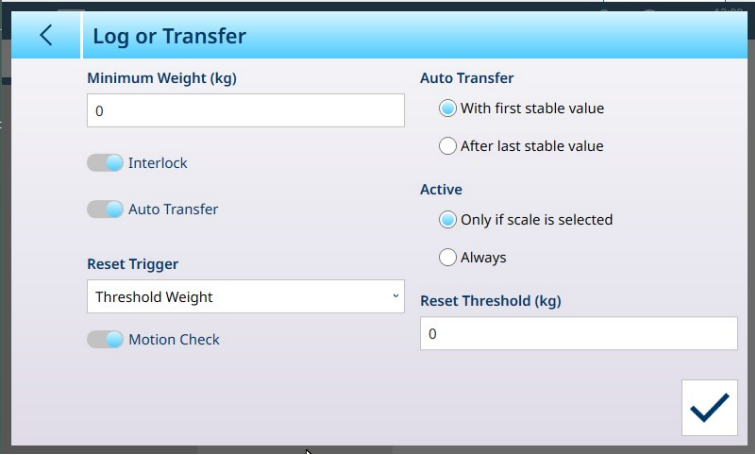 Log or Transfer
Minimum Weight (kg)
0
Interlock
Auto Transfer
Reset Trigger
Threshold Weight
Motion Check
Auto Transfer
With first stable value
After last stable value
Active
Only if scale is selected
Always
Reset Threshold (kg)
0